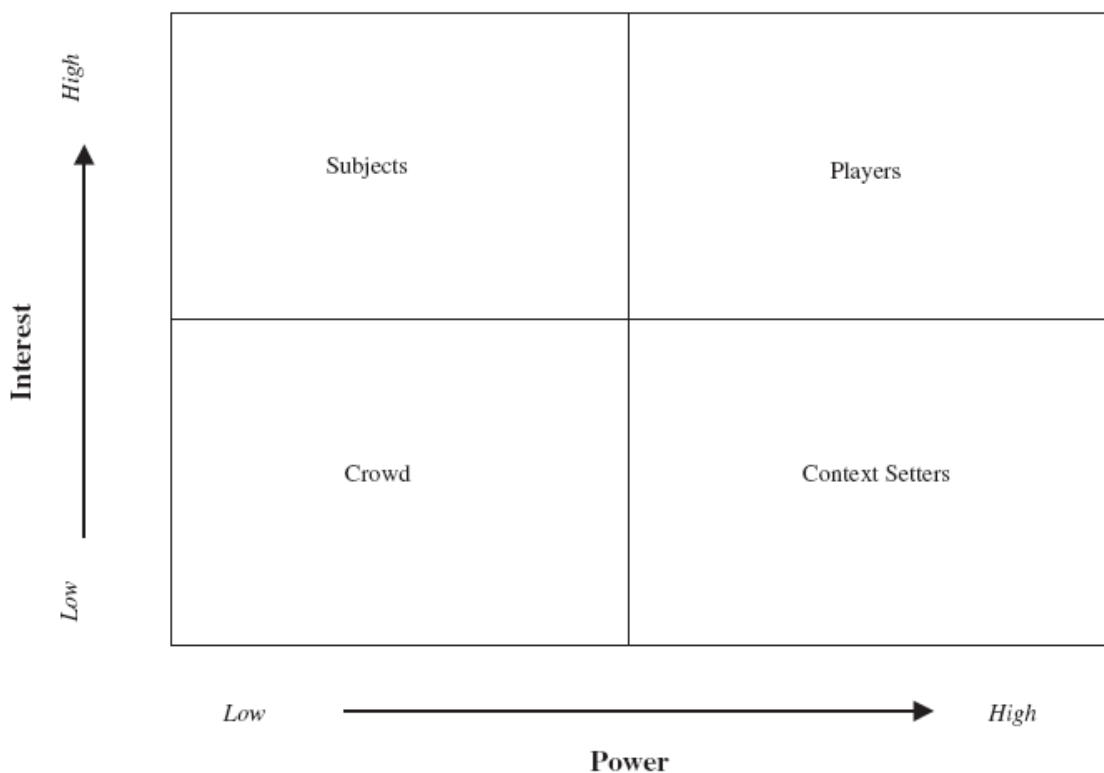 High
Subjects
Players
Interest
Crowd
Context Setters
Low
Low
High
Power